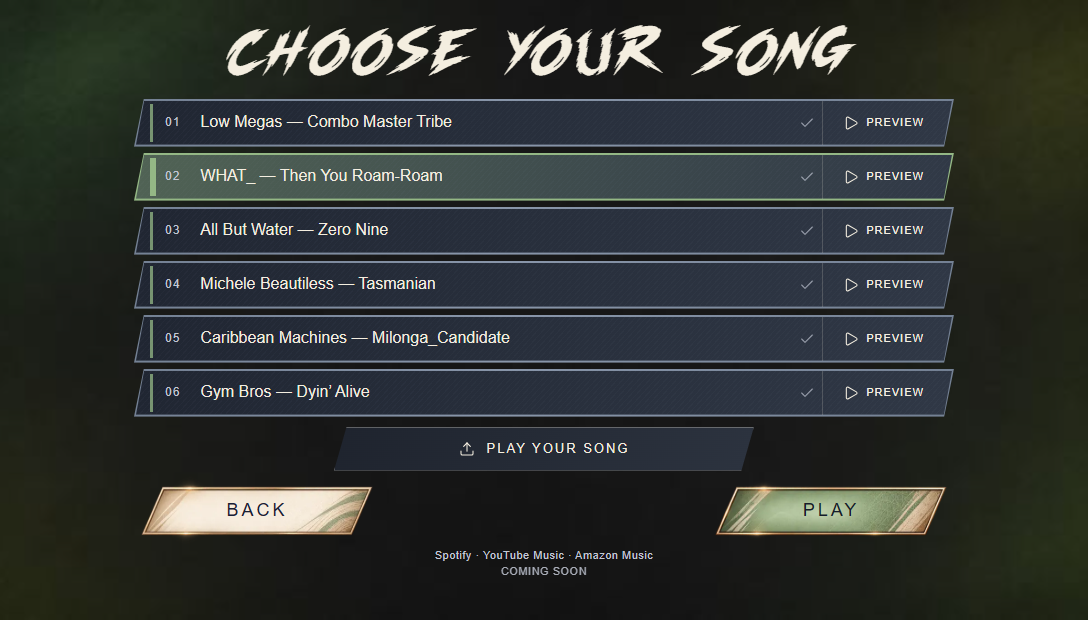 CHOOSE YOUR SONG
01 Low Megas — Combo Master Tribe PREVIEW
02 WHAT_ — Then You Roam-Roam PREVIEW
03 All But Water — Zero Nine PREVIEW
04 Michele Beautiless — Tasmanian PREVIEW
05 Caribbean Machines — Milonga_Candidate PREVIEW
06 Gym Bros — Dyin’ Alive PREVIEW
PLAY YOUR SONG
BACK PLAY
Spotify · YouTube Music · Amazon Music
COMING SOON